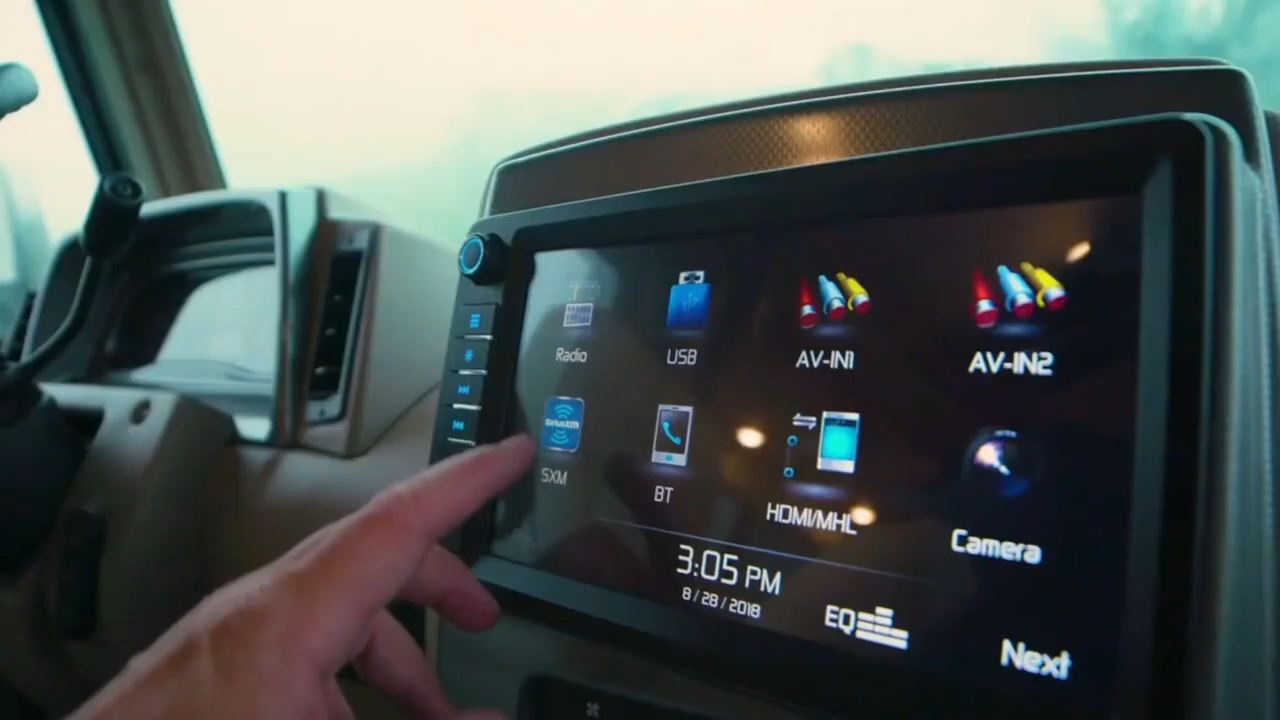 Radio
USB
AV-IN1
AV-IN2
SiriusXM
SXM
BT
HDMI/MHL
Camera
3:05 PM
8 / 28 / 2018
EQ
Next